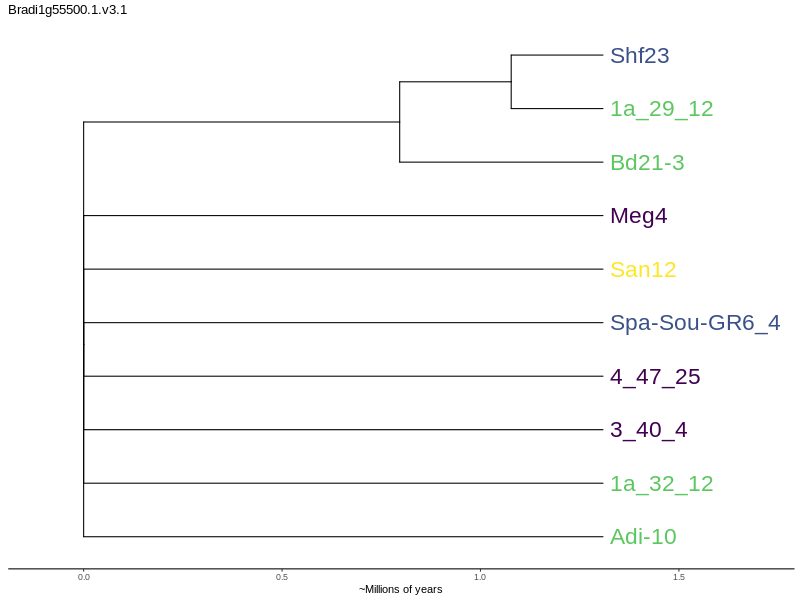 Bradi1g55500.1.v3.1
Shf23
1a_29_12
Bd21-3
Meg4
San12
Spa-Sou-GR6_4
4_47_25
3_40_4
1a_32_12
Adi-10
0.0 0.5 1.0 1.5
~Millions of years